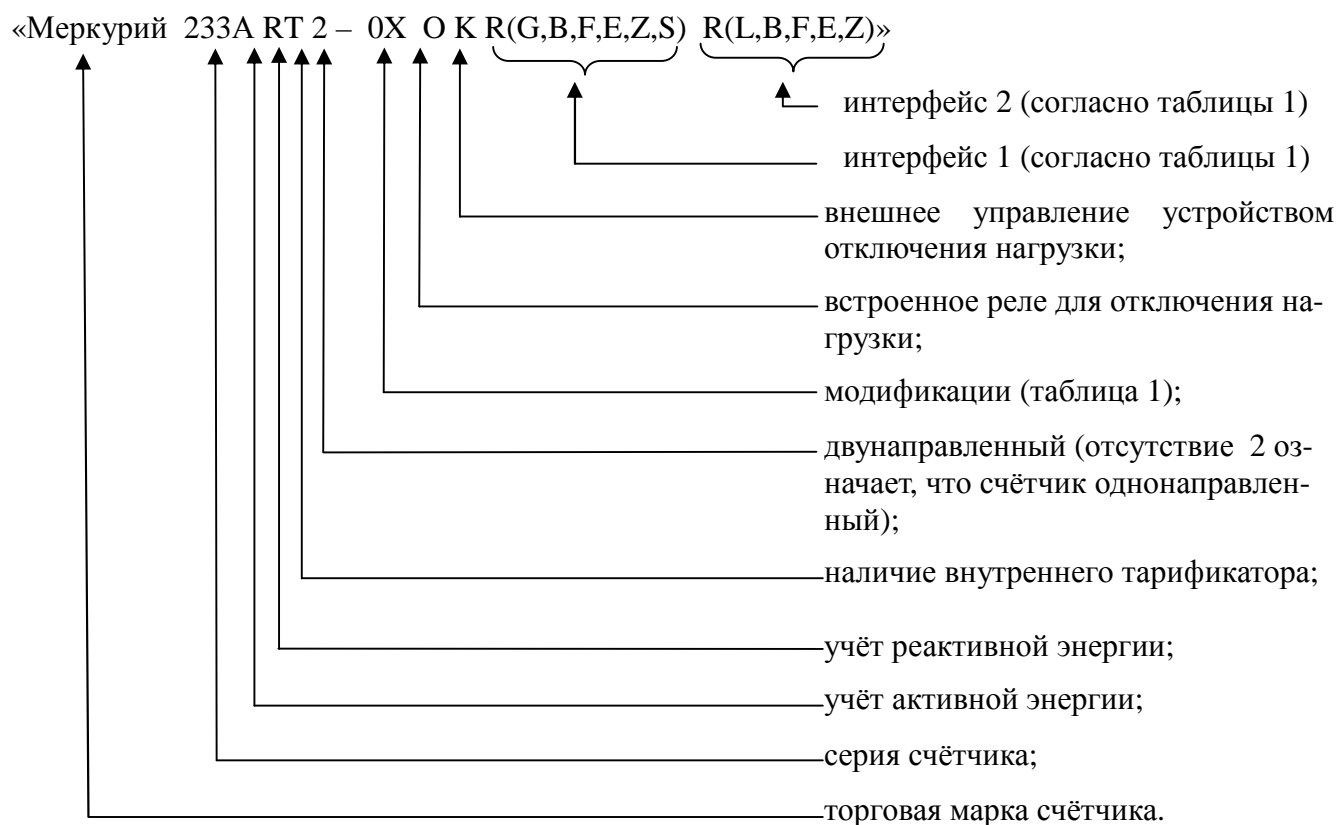 «Меркурий 233A RT 2 – 0X O K R(G,B,F,E,Z,S) R(L,B,F,E,Z)»
интерфейс 2 (согласно таблицы 1)
интерфейс 1 (согласно таблицы 1)
внешнее управление устройством
отключения нагрузки;
встроенное реле для отключения на-
грузки;
модификации (таблица 1);
двунаправленный (отсутствие 2 оз-
начает, что счётчик однонаправлен-
ный);
наличие внутреннего тарификатора;
учёт реактивной энергии;
учёт активной энергии;
серия счётчика;
торговая марка счётчика.